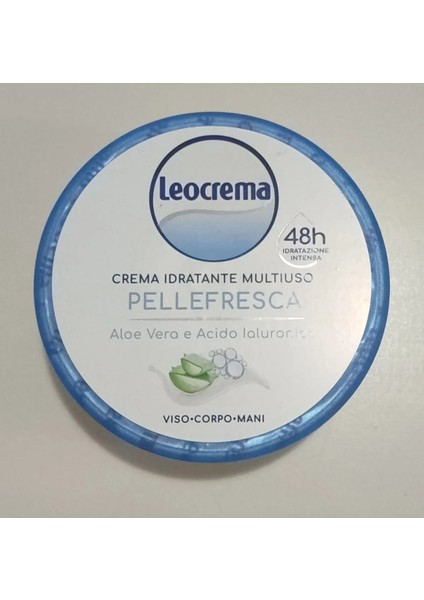 Leocrema
48h
IDRATAZIONE
INTENSA
CREMA IDRATANTE MULTIUSO
PELLEFRESCA
Aloe Vera e Acido Ialuronico
VISO•CORPO•MANI